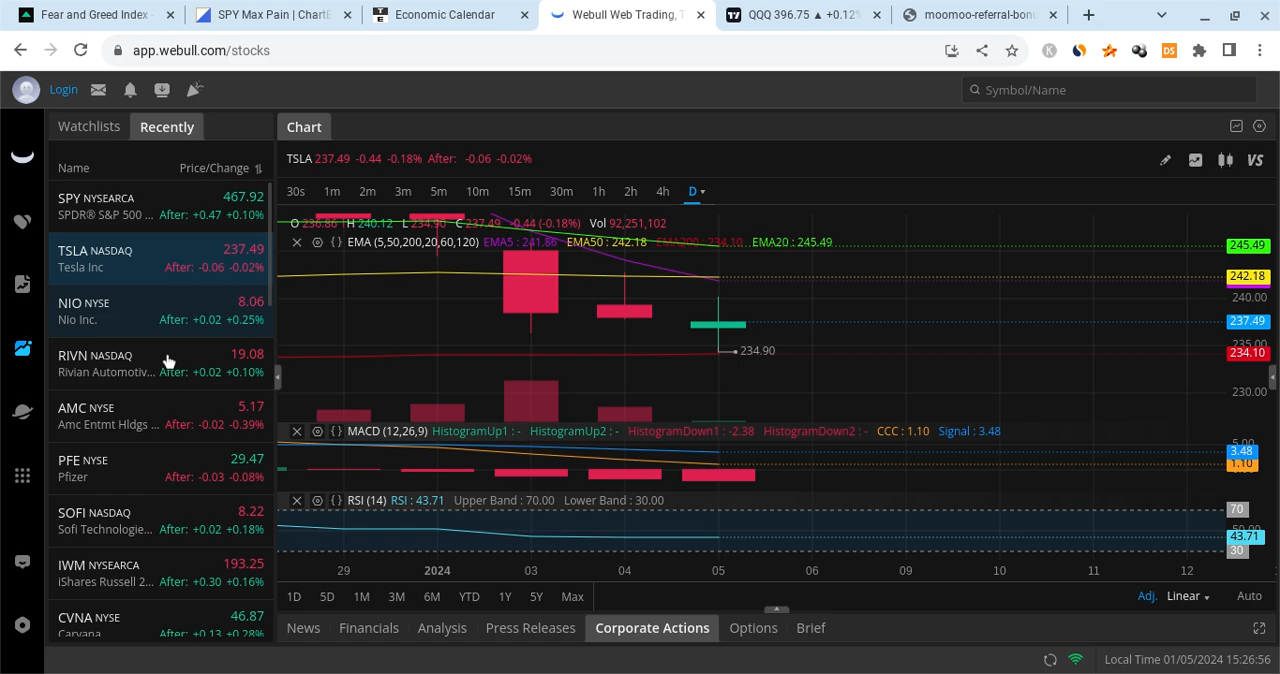 Fear and Greed Index -
SPY Max Pain | ChartE
Economic Calendar
Webull Web Trading, T
QQQ 396.75 ▲ +0.12%
moomoo-referral-bonu
app.webull.com/stocks
Login
Symbol/Name
Watchlists
Recently
Chart
Name
Price/Change
SPY NYSEARCA 467.92
SPDR® S&P 500 ... After: +0.47 +0.10%
TSLA NASDAQ 237.49
Tesla Inc After: -0.06 -0.02%
NIO NYSE 8.06
Nio Inc. After: +0.02 +0.25%
RIVN NASDAQ 19.08
Rivian Automotiv... After: +0.02 +0.10%
AMC NYSE 5.17
Amc Entmt Hldgs ... After: -0.02 -0.39%
PFE NYSE 29.47
Pfizer After: -0.03 -0.08%
SOFI NASDAQ 8.22
Sofi Technologie... After: +0.02 +0.18%
IWM NYSEARCA 193.25
iShares Russell 2... After: +0.30 +0.16%
CVNA NYSE 46.87
Carvana After: +0.13 +0.28%
TSLA 237.49 -0.44 -0.18% After: -0.06 -0.02%
VS
30s 1m 2m 3m 5m 10m 15m 30m 1h 2h 4h D
O 236.86 H 240.12 L 234.90 C 237.49 -0.44 (-0.18%) Vol 92,251,102
EMA (5,50,200,20,60,120) EMA5 : 241.86 EMA50 : 242.18 EMA200 : 234.10 EMA20 : 245.49
245.49
242.18
240.00
237.49
235.00
234.10
230.00
234.90
MACD (12,26,9) HistogramUp1 : - HistogramUp2 : - HistogramDown1 : -2.38 HistogramDown2 : - CCC : 1.10 Signal : 3.48
5.00
3.48
1.10
RSI (14) RSI : 43.71 Upper Band : 70.00 Lower Band : 30.00
70
50.00
43.71
30
29 2024 03 04 05 06 09 10 11 12
1D 5D 1M 3M 6M YTD 1Y 5Y Max
Adj. Linear Auto
News Financials Analysis Press Releases Corporate Actions Options Brief
Local Time 01/05/2024 15:26:56